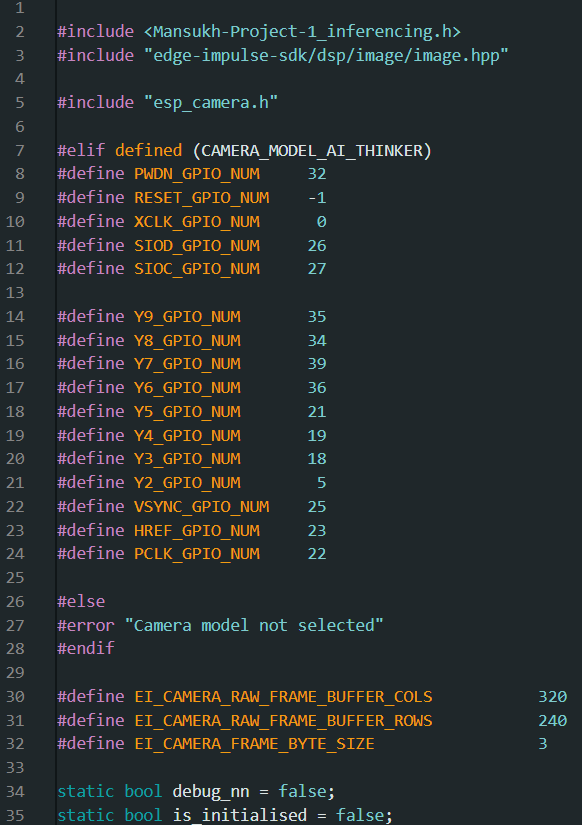 1
2 #include <Mansukh-Project-1_inferencing.h>
3 #include "edge-impulse-sdk/dsp/image/image.hpp"
4
5 #include "esp_camera.h"
6
7 #elif defined (CAMERA_MODEL_AI_THINKER)
8 #define PWDN_GPIO_NUM     32
9 #define RESET_GPIO_NUM    -1
10 #define XCLK_GPIO_NUM      0
11 #define SIOD_GPIO_NUM     26
12 #define SIOC_GPIO_NUM     27
13
14 #define Y9_GPIO_NUM       35
15 #define Y8_GPIO_NUM       34
16 #define Y7_GPIO_NUM       39
17 #define Y6_GPIO_NUM       36
18 #define Y5_GPIO_NUM       21
19 #define Y4_GPIO_NUM       19
20 #define Y3_GPIO_NUM       18
21 #define Y2_GPIO_NUM        5
22 #define VSYNC_GPIO_NUM    25
23 #define HREF_GPIO_NUM     23
24 #define PCLK_GPIO_NUM     22
25
26 #else
27 #error "Camera model not selected"
28 #endif
29
30 #define EI_CAMERA_RAW_FRAME_BUFFER_COLS           320
31 #define EI_CAMERA_RAW_FRAME_BUFFER_ROWS           240
32 #define EI_CAMERA_FRAME_BYTE_SIZE                 3
33
34 static bool debug_nn = false;
35 static bool is_initialised = false;